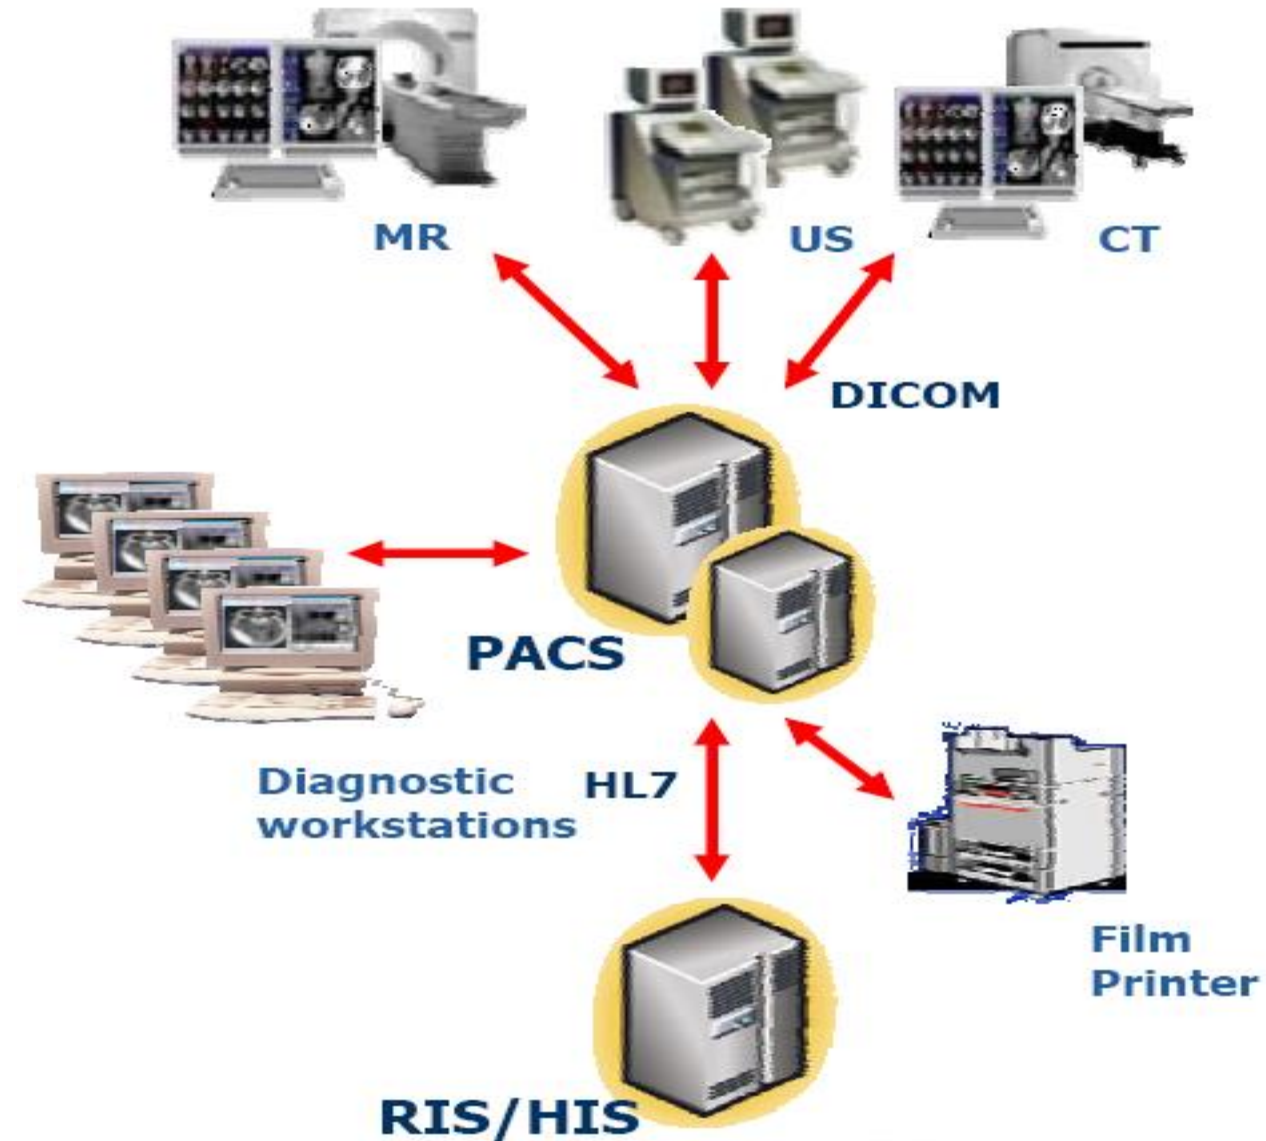 MR
US
CT
DICOM
PACS
Diagnostic
workstations
HL7
Film
Printer
RIS/HIS